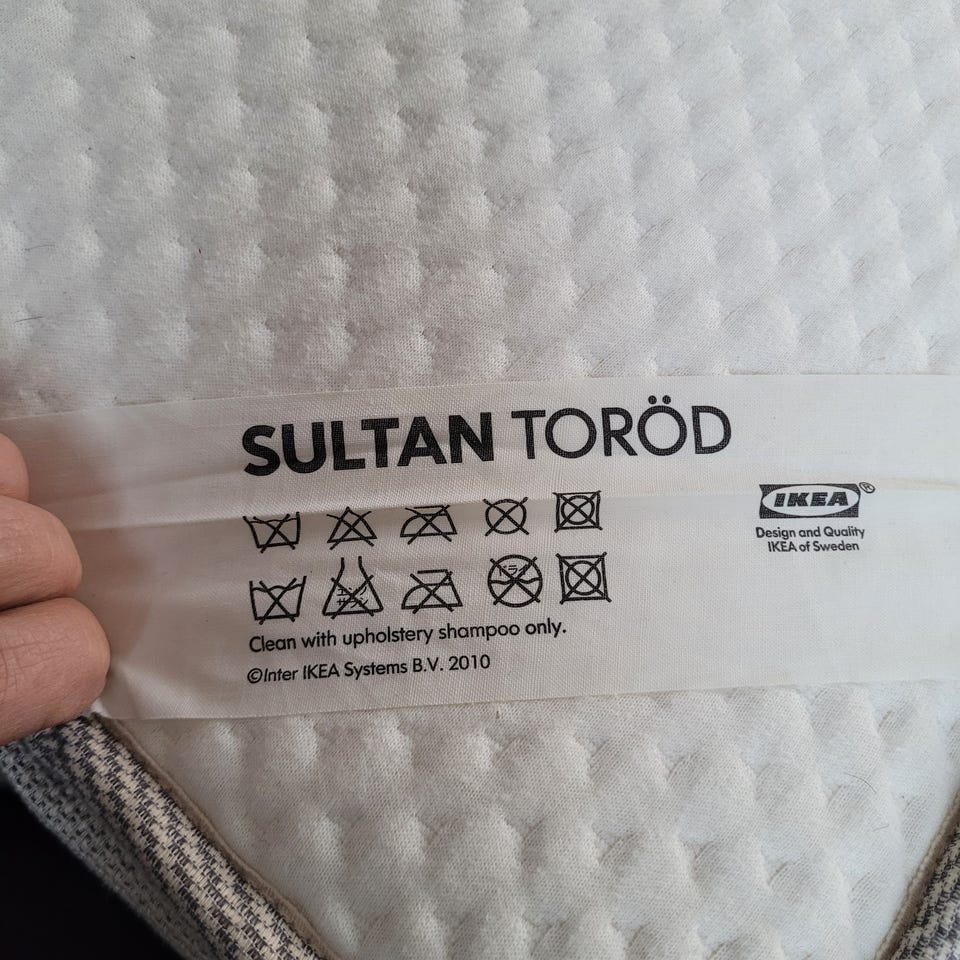 SULTAN TORÖD
IKEA®
Design and Quality
IKEA of Sweden
Clean with upholstery shampoo only.
©Inter IKEA Systems B.V. 2010